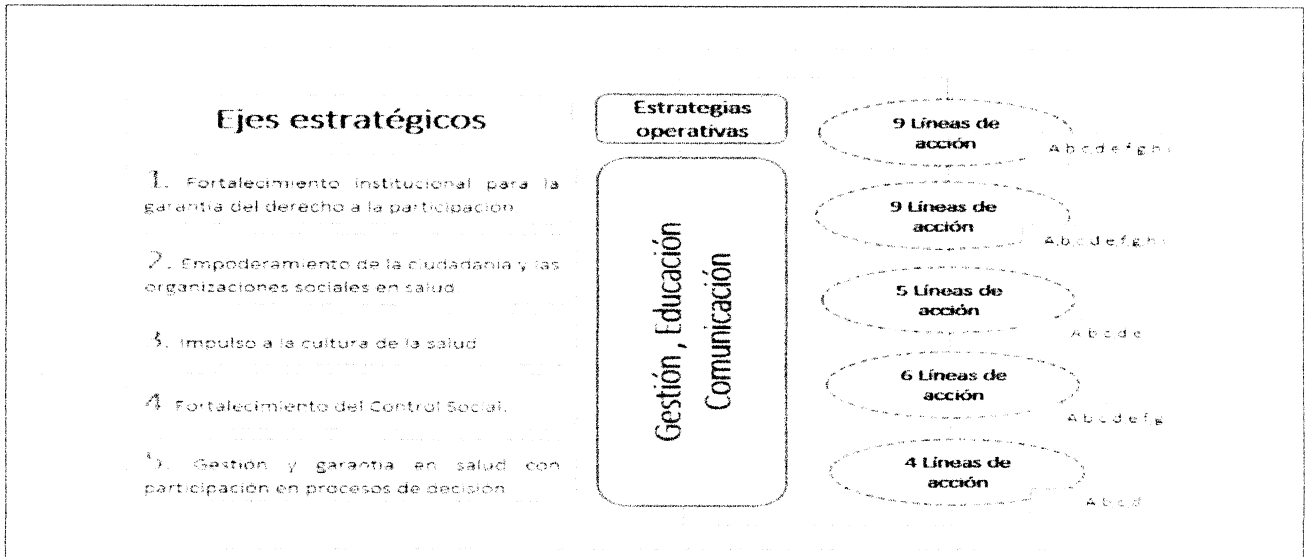 Ejes estratégicos
1. Fortalecimiento institucional para la
garantía del derecho a la participación
2. Empoderamiento de la ciudadanía y las
organizaciones sociales en salud
3. Impulso a la cultura de la salud
4 Fortalecimiento del Control Social.
5. Gestión y garantía en salud con
participación en procesos de decisión
Estrategias
operativas
Gestión , Educación
Comunicación
9 Líneas de
acción
A b c d e f g h i
9 Líneas de
acción
A b c d e f g h i
5 Líneas de
acción
A b c d e
6 Líneas de
acción
A b c d e f g
4 Líneas de
acción
A b c d